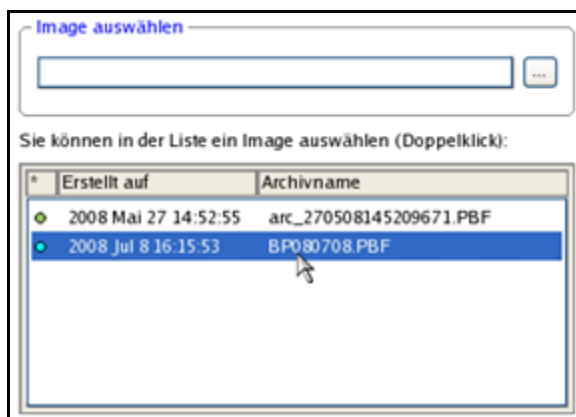 Image auswählen
...
Sie können in der Liste ein Image auswählen (Doppelklick):
* Erstellt auf Archivname
2008 Mai 27 14:52:55 arc_270508145209671.PBF
2008 Jul 8 16:15:53 BP080708.PBF